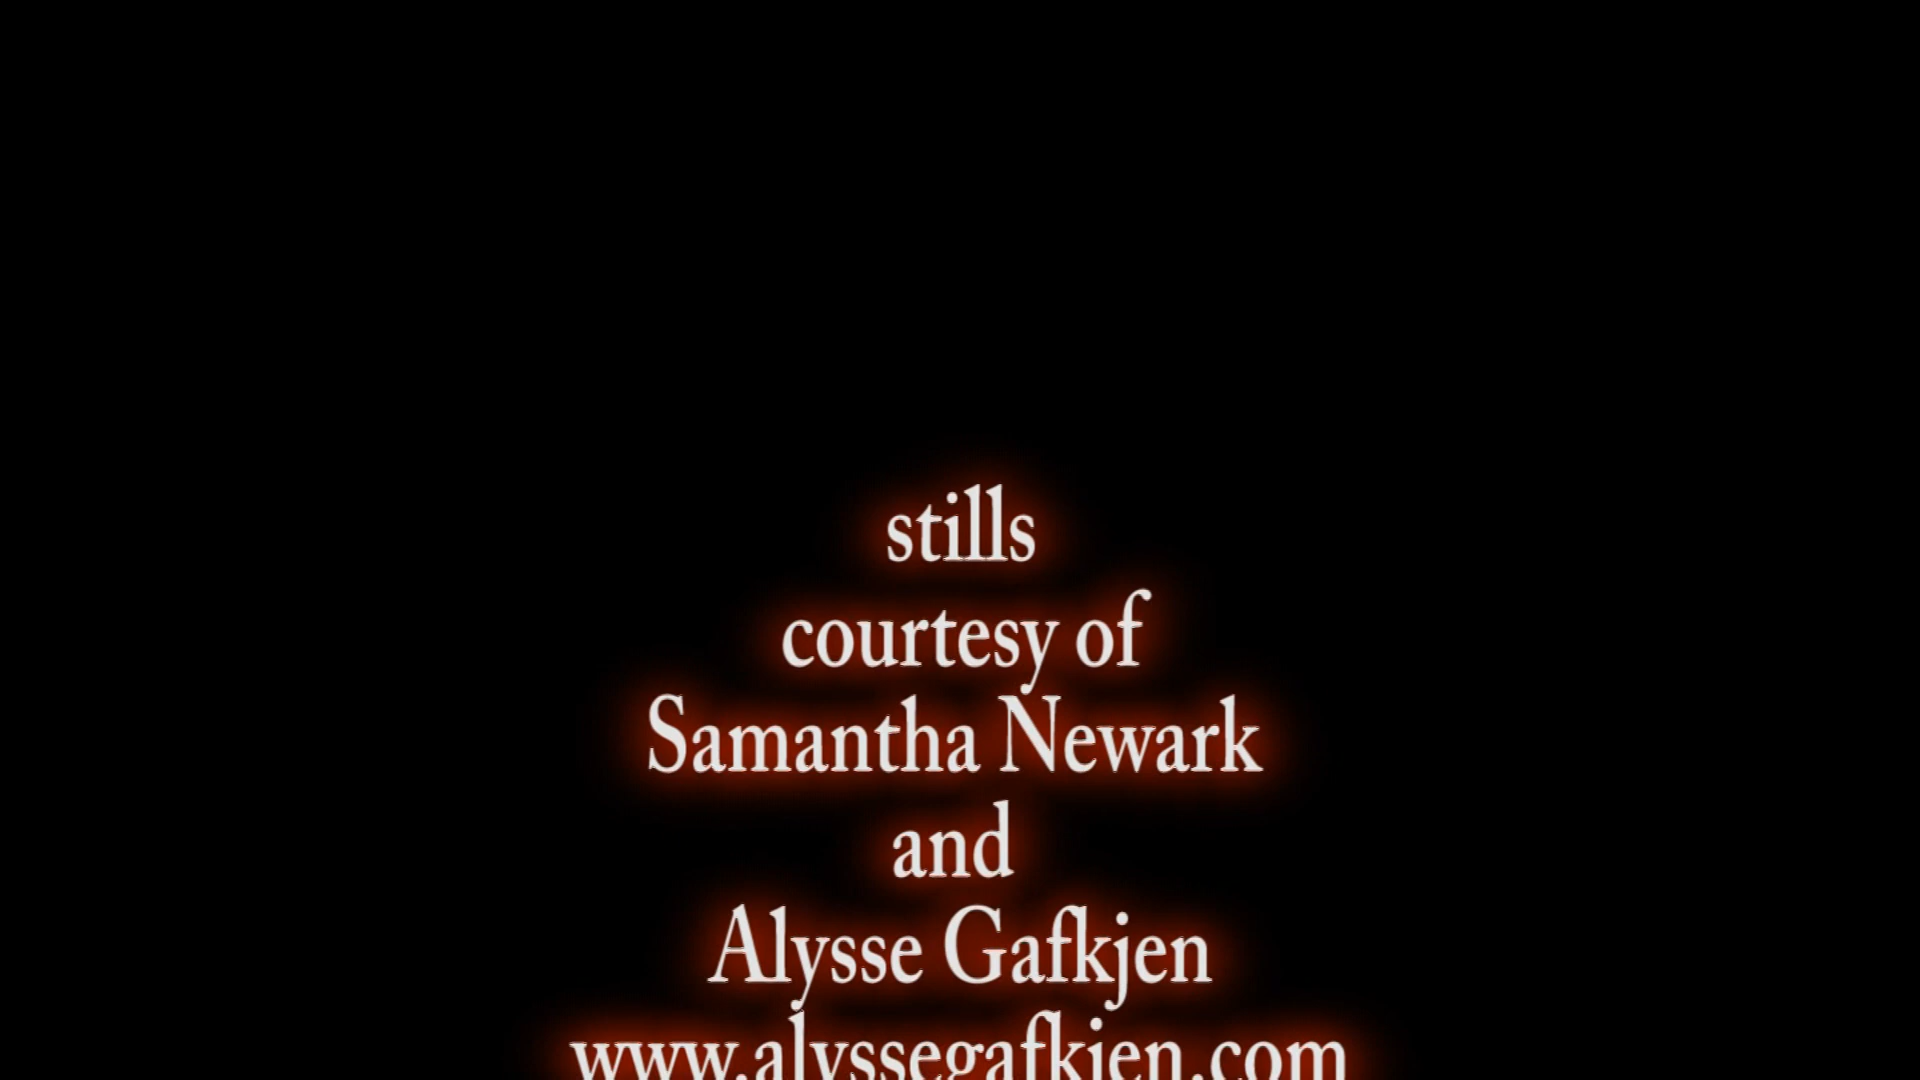 stills
courtesy of
Samantha Newark
and
Alysse Gafkjen
www.alyssegafkjen.com